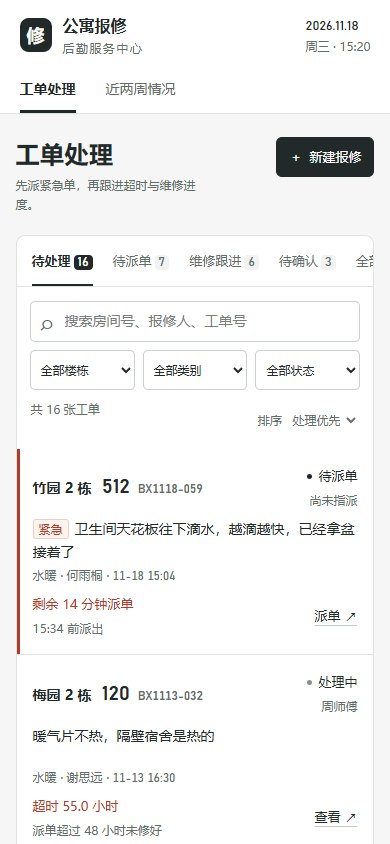 修
公寓报修
后勤服务中心
2026.11.18
周三 · 15:20
工单处理 近两周情况
工单处理
先派紧急单，再跟进超时与维修进
度。
+ 新建报修
待处理 16 待派单 7 维修跟进 6 待确认 3
搜索房间号、报修人、工单号
全部楼栋 全部类别 全部状态
共 16 张工单
排序 处理优先
竹园 2 栋 512 BX1118-059
待派单
尚未指派
紧急 卫生间天花板往下滴水，越滴越快，已经拿盆
接着了
水暖 · 何雨桐 · 11-18 15:04
剩余 14 分钟派单
15:34 前派出
派单 ↗
梅园 2 栋 120 BX1113-032
处理中
周师傅
暖气片不热，隔壁宿舍是热的
水暖 · 谢思远 · 11-13 16:30
超时 55.0 小时
派单超过 48 小时未修好
查看 ↗